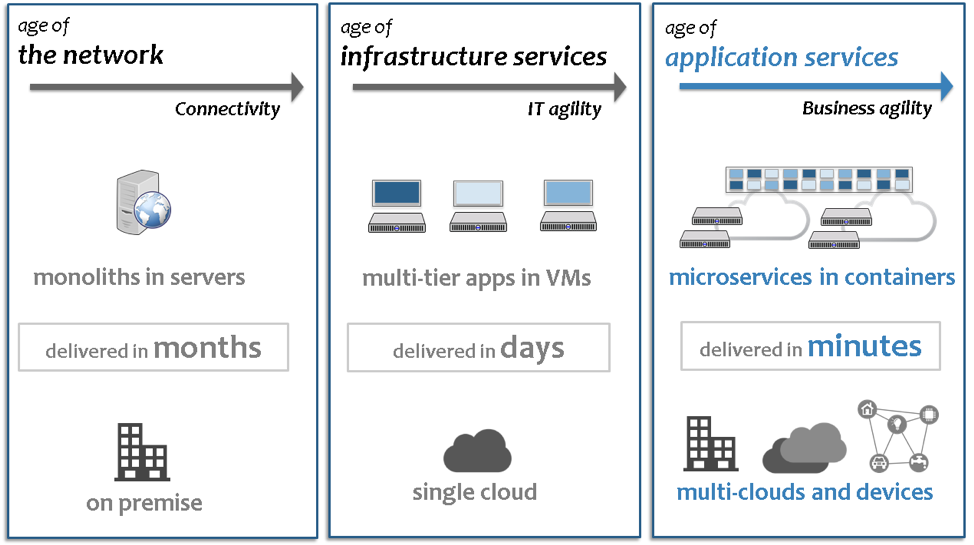 age of
the network
Connectivity
monoliths in servers
delivered in months
on premise
age of
infrastructure services
IT agility
multi-tier apps in VMs
delivered in days
single cloud
age of
application services
Business agility
microservices in containers
delivered in minutes
multi-clouds and devices